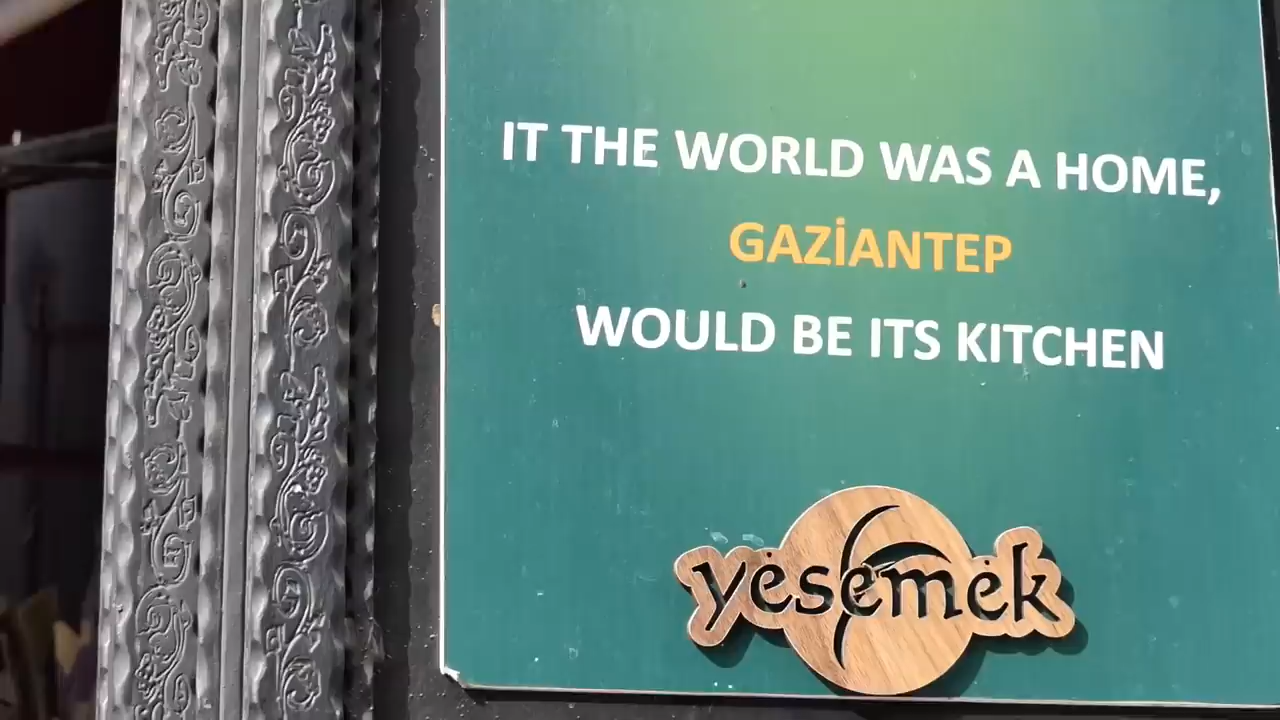 IT THE WORLD WAS A HOME,
GAZİANTEP
WOULD BE ITS KITCHEN
yesemek